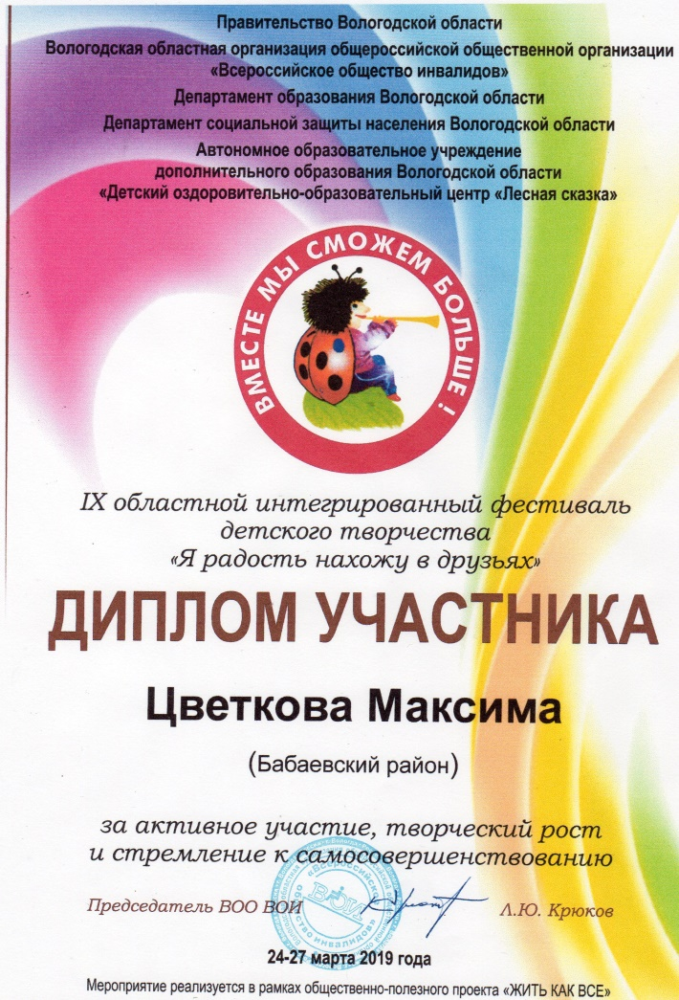 Правительство Вологодской области
Вологодская областная организация общероссийской общественной организации
«Всероссийское общество инвалидов»
Департамент образования Вологодской области
Департамент социальной защиты населения Вологодской области
Автономное образовательное учреждение
дополнительного образования Вологодской области
«Детский оздоровительно-образовательный центр «Лесная сказка»
ВМЕСТЕ МЫ СМОЖЕМ БОЛЬШЕ !
IX областной интегрированный фестиваль
детского творчества
«Я радость нахожу в друзьях»
ДИПЛОМ УЧАСТНИКА
Цветкова Максима
(Бабаевский район)
за активное участие, творческий рост
и стремление к самосовершенствованию
Председатель ВОО ВОИ
Л.Ю. Крюков
«Всероссийское
общество инвалидов»
ВОИ
24-27 марта 2019 года
Мероприятие реализуется в рамках общественно-полезного проекта «ЖИТЬ КАК ВСЕ»